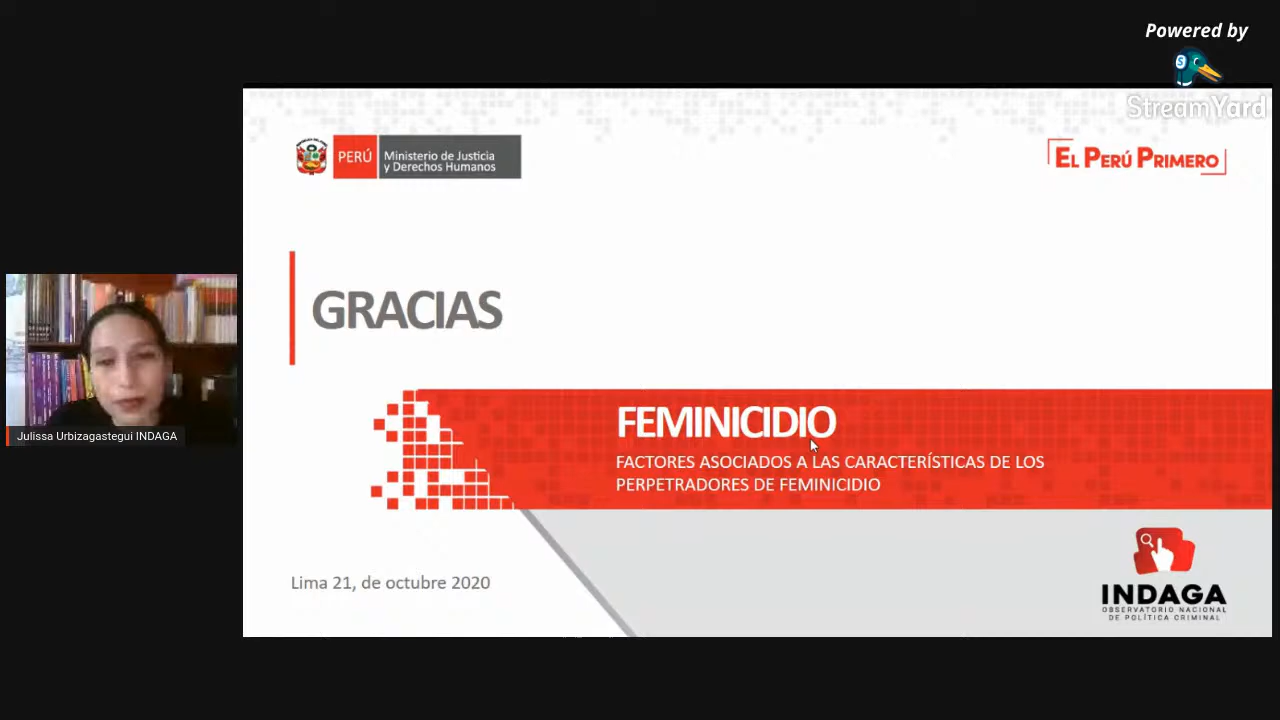 Powered by
StreamYard
PERÚ
Ministerio de Justicia
y Derechos Humanos
EL PERÚ PRIMERO
GRACIAS
FEMINICIDIO
FACTORES ASOCIADOS A LAS CARACTERÍSTICAS DE LOS
PERPETRADORES DE FEMINICIDIO
Julissa Urbizagastegui INDAGA
Lima 21, de octubre 2020
INDAGA
OBSERVATORIO NACIONAL
DE POLÍTICA CRIMINAL